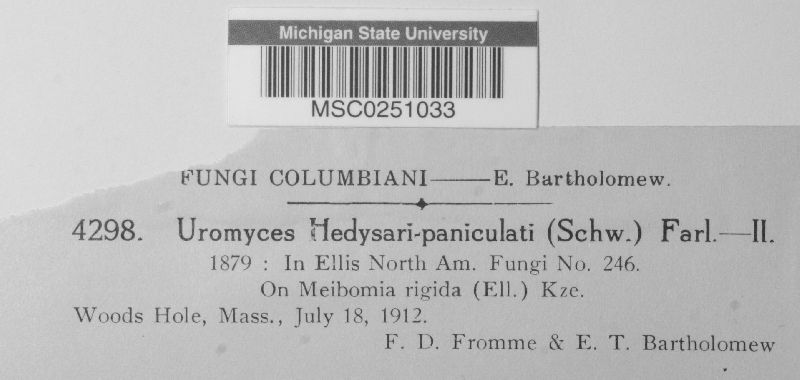 Michigan State University
MSC0251033
FUNGI COLUMBIANI——E. Bartholomew.
4298. Uromyces Hedysari-paniculati (Schw.) Farl.—II.
1879 : In Ellis North Am. Fungi No. 246.
On Meibomia rigida (Ell.) Kze.
Woods Hole, Mass., July 18, 1912.
F. D. Fromme & E. T. Bartholomew